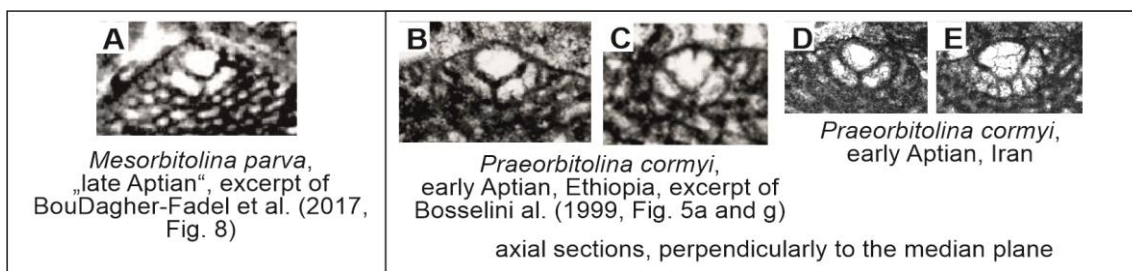 A
B
C
D
E
Mesorbitolina parva,
„late Aptian“, excerpt of
BouDagher-Fadel et al. (2017,
Fig. 8)
Praeorbitolina cormyi,
early Aptian, Ethiopia, excerpt of
Bosselini al. (1999, Fig. 5a and g)
Praeorbitolina cormyi,
early Aptian, Iran
axial sections, perpendicularly to the median plane